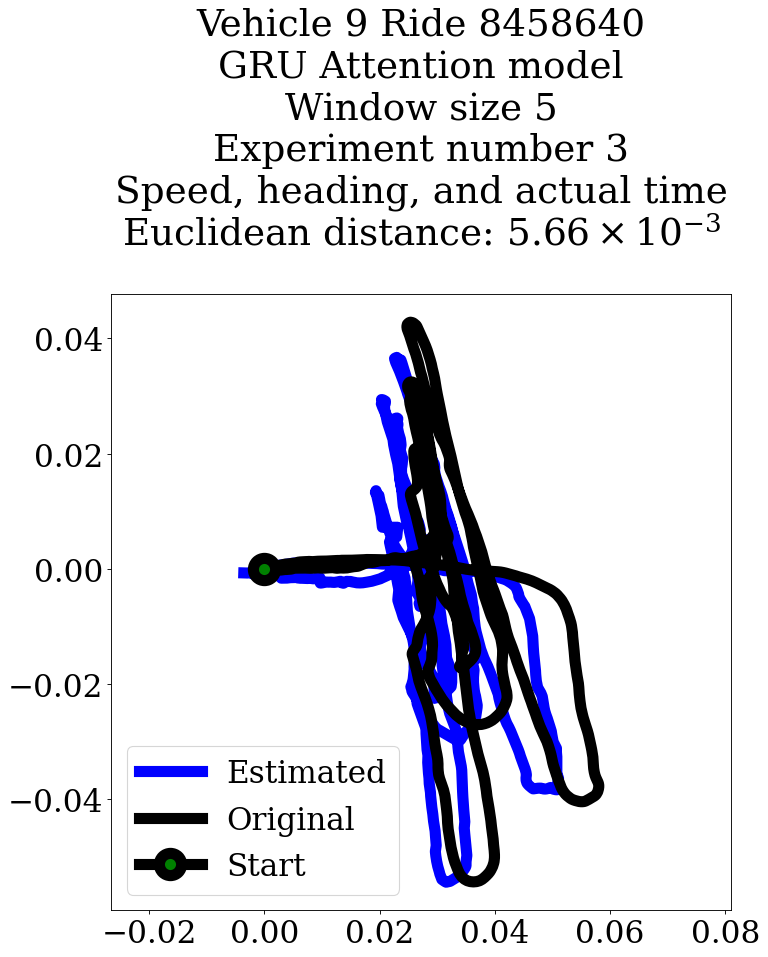 Vehicle 9 Ride 8458640
GRU Attention model
Window size 5
Experiment number 3
Speed, heading, and actual time
Euclidean distance: 5.66 × 10⁻³
0.04
0.02
0.00
−0.02
−0.04
Estimated
Original
Start
−0.02 0.00 0.02 0.04 0.06 0.08